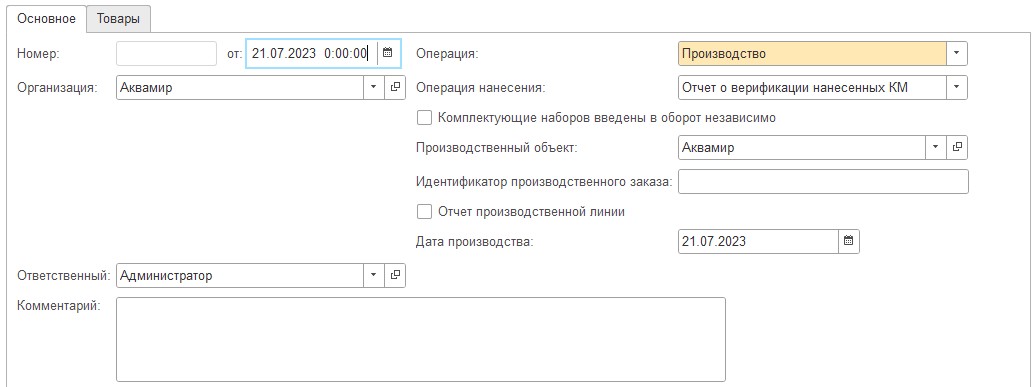 Основное Товары
Номер: от: 21.07.2023 0:00:00 Операция: Производство
Организация: Аквамир Операция нанесения: Отчет о верификации нанесенных КМ
Комплектующие наборов введены в оборот независимо
Производственный объект: Аквамир
Идентификатор производственного заказа:
Отчет производственной линии
Дата производства: 21.07.2023
Ответственный: Администратор
Комментарий: